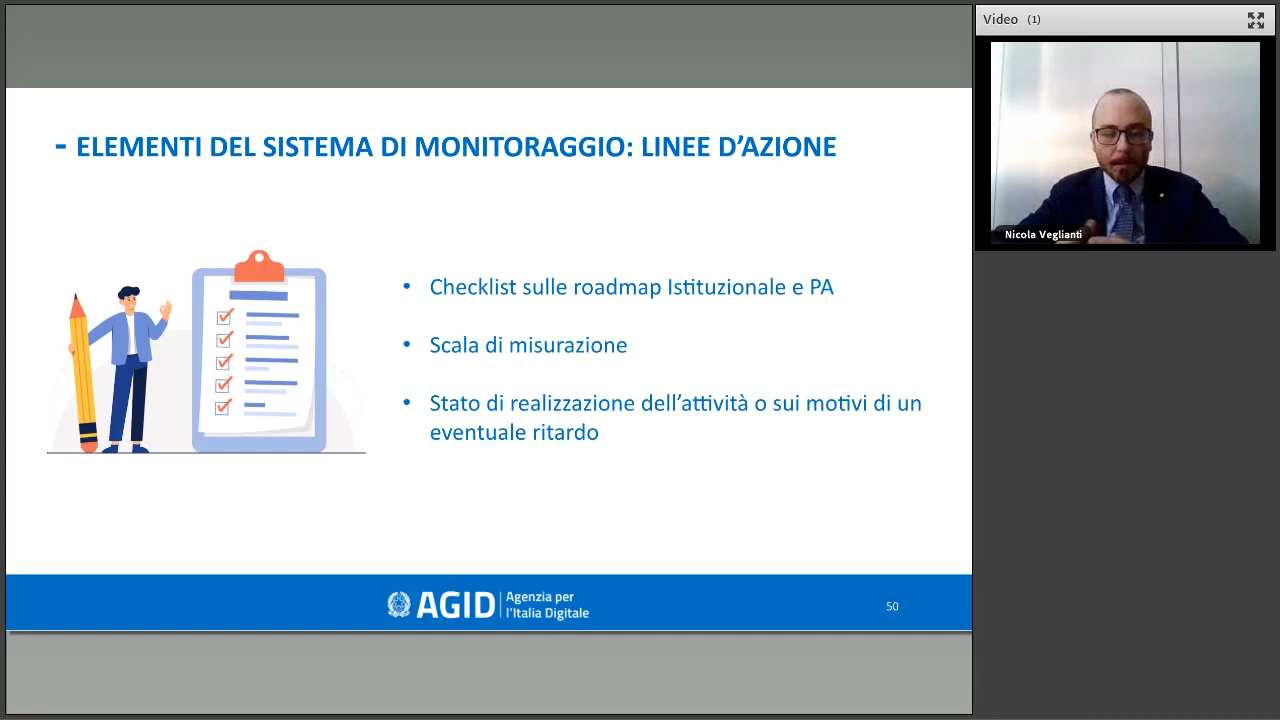 Video (1)
- ELEMENTI DEL SISTEMA DI MONITORAGGIO: LINEE D’AZIONE
Nicola Veglianti
• Checklist sulle roadmap Istituzionale e PA
• Scala di misurazione
• Stato di realizzazione dell’attività o sui motivi di un
eventuale ritardo
AGID Agenzia per
l’Italia Digitale
50